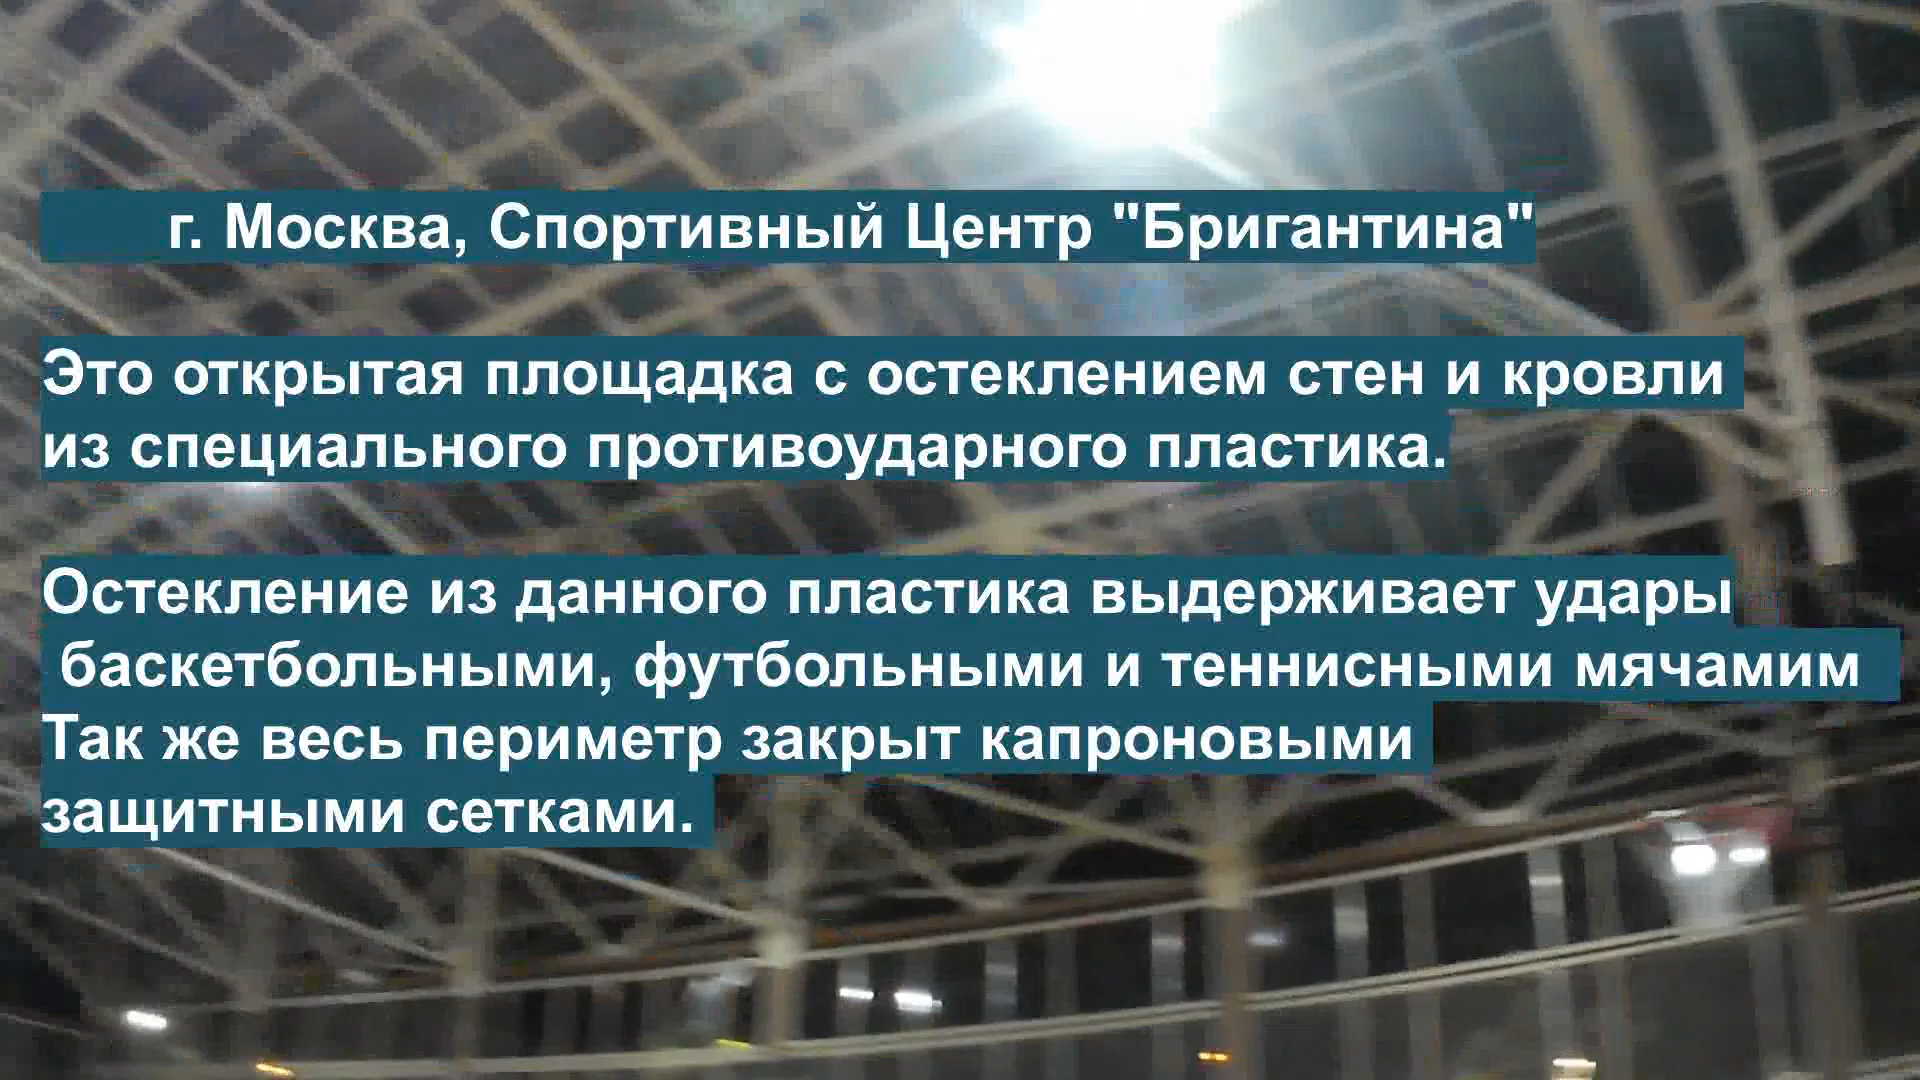 г. Москва, Спортивный Центр "Бригантина"
Это открытая площадка с остеклением стен и кровли
из специального противоударного пластика.
Остекление из данного пластика выдерживает удары
баскетбольными, футбольными и теннисными мячамим
Так же весь периметр закрыт капроновыми
защитными сетками.